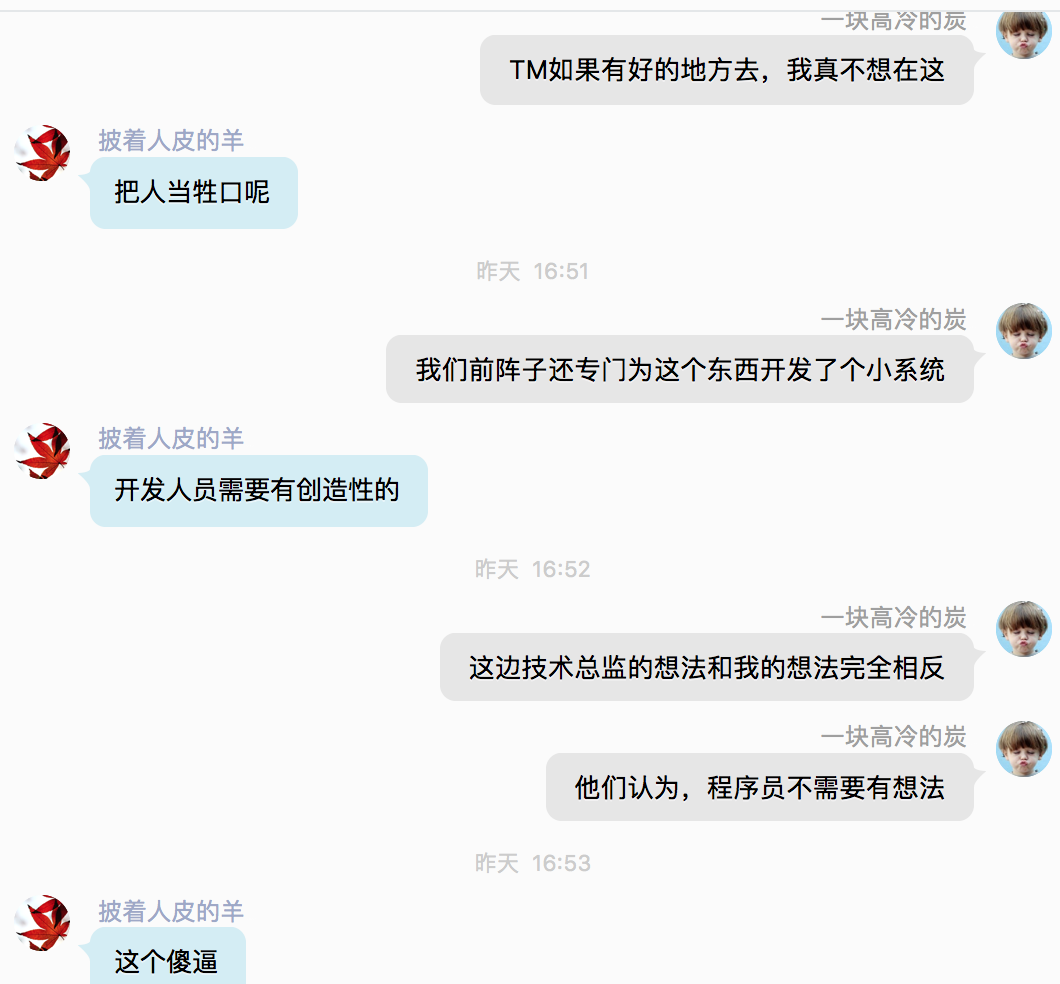 一块高冷的炭
TM如果有好的地方去，我真不想在这
披着人皮的羊
把人当牲口呢
昨天 16:51
一块高冷的炭
我们前阵子还专门为这个东西开发了个小系统
披着人皮的羊
开发人员需要有创造性的
昨天 16:52
一块高冷的炭
这边技术总监的想法和我的想法完全相反
一块高冷的炭
他们认为，程序员不需要有想法
昨天 16:53
披着人皮的羊
这个傻逼